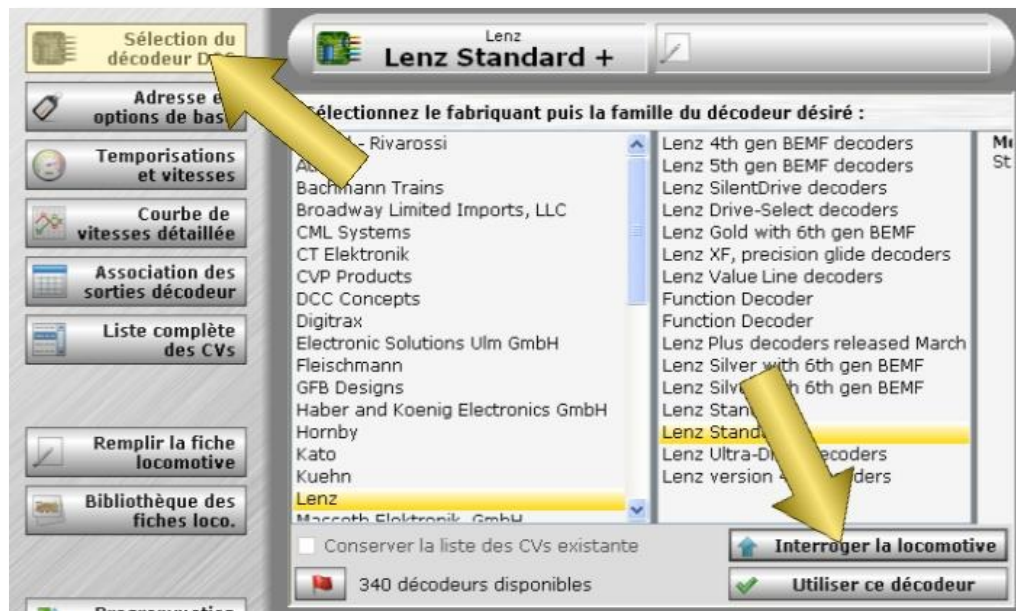 Sélection du
décodeur
Adresse
options de base
Temporisations
et vitesses
Courbe de
vitesses détaillée
Association des
sorties décodeur
Liste complète
des CVs
Remplir la fiche
locomotive
Bibliothèque des
fiches loco.
Lenz
Lenz Standard +
Sélectionnez le fabriquant puis la famille du décodeur désiré :
- Rivarossi
Bachmann Trains
Broadway Limited Imports, LLC
CML Systems
CT Elektronik
CVP Products
DCC Concepts
Digitrax
Electronic Solutions Ulm GmbH
Fleischmann
GFB Designs
Haber and Koenig Electronics GmbH
Hornby
Kato
Kuehn
Lenz
Lenz 4th gen BEMF decoders
Lenz 5th gen BEMF decoders
Lenz SilentDrive decoders
Lenz Drive-Select decoders
Lenz Gold with 6th gen BEMF
Lenz XF, precision glide decoders
Lenz Value Line decoders
Function Decoder
Function Decoder
Lenz Plus decoders released March
Lenz Silver with 6th gen BEMF
Lenz Silver with 6th gen BEMF
Lenz
Lenz
Lenz decoders
Lenz version
Conserver la liste des CVs existante
340 décodeurs disponibles
Interroger la locomotive
Utiliser ce décodeur